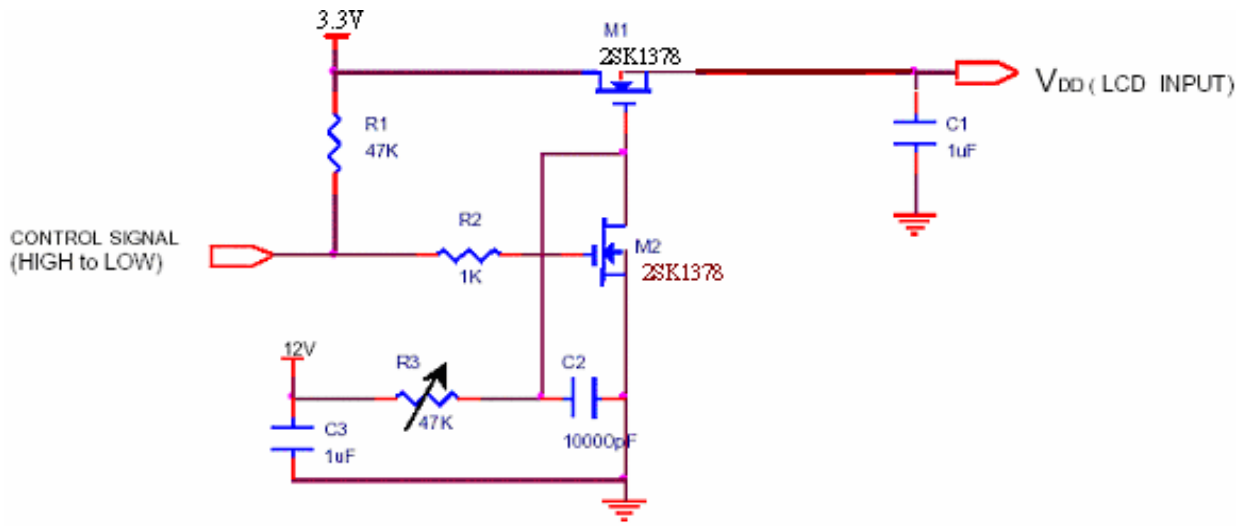 3.3V
M1
2SK1378
VDD ( LCD INPUT)
R1
47K
C1
1uF
CONTROL SIGNAL
(HIGH to LOW)
R2
1K
M2
2SK1378
12V
R3
47K
C2
10000pF
C3
1uF